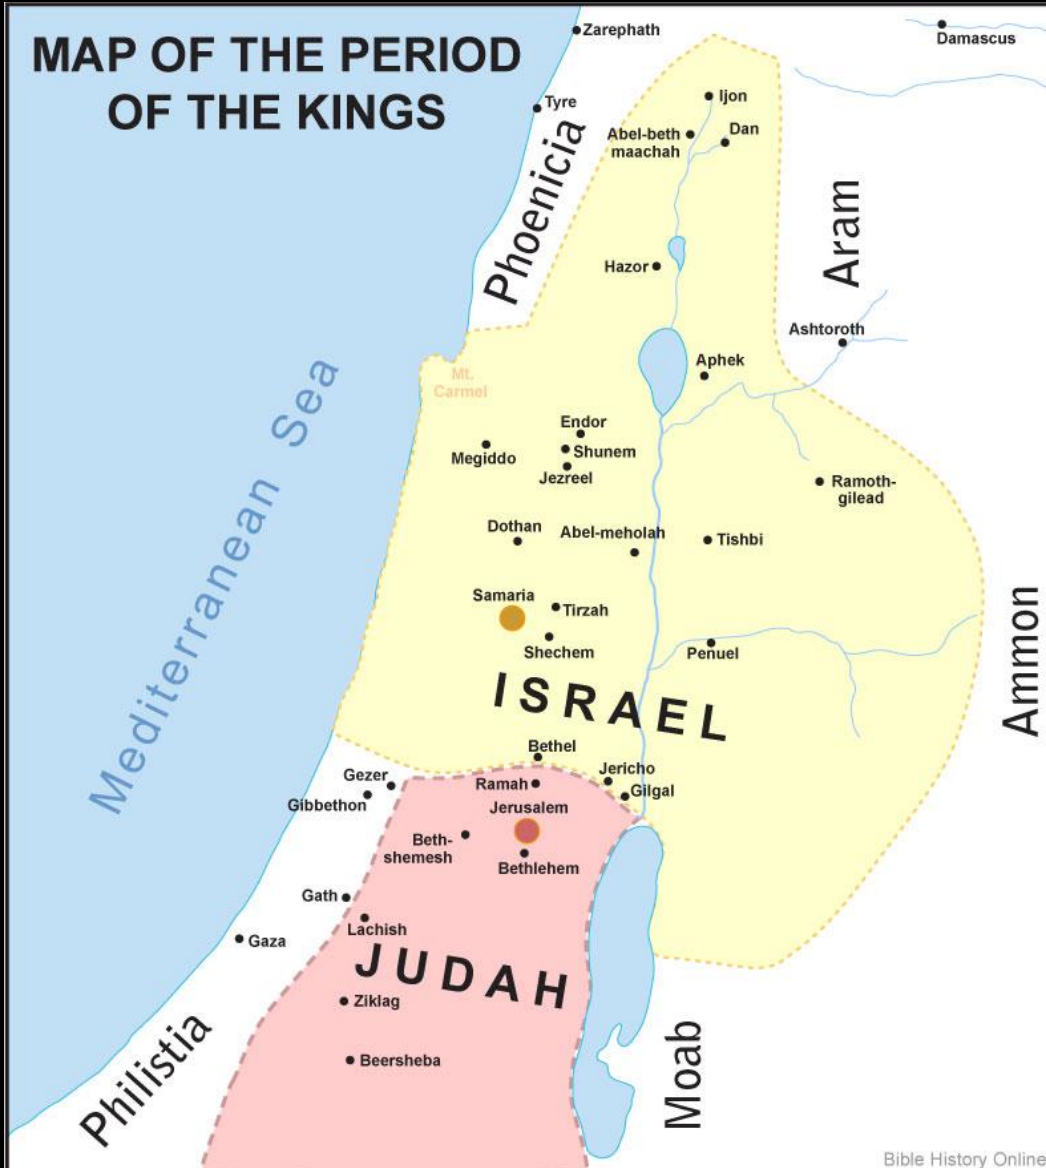 MAP OF THE PERIOD
OF THE KINGS
Zarephath
Damascus
Tyre
Ijon
Abel-beth
maachah
Dan
Phoenicia
Aram
Hazor
Ashtoroth
Aphek
Mt.
Carmel
Mediterranean Sea
Endor
Shunem
Megiddo
Jezreel
Ramoth-
gilead
Dothan
Abel-meholah
Tishbi
Samaria
Tirzah
Shechem
Penuel
Ammon
ISRAEL
Bethel
Gezer
Jericho
Ramah
Gilgal
Gibbethon
Jerusalem
Beth-
shemesh
Bethlehem
Gath
Lachish
Gaza
JUDAH
Ziklag
Philistia
Moab
Beersheba
Bible History Online